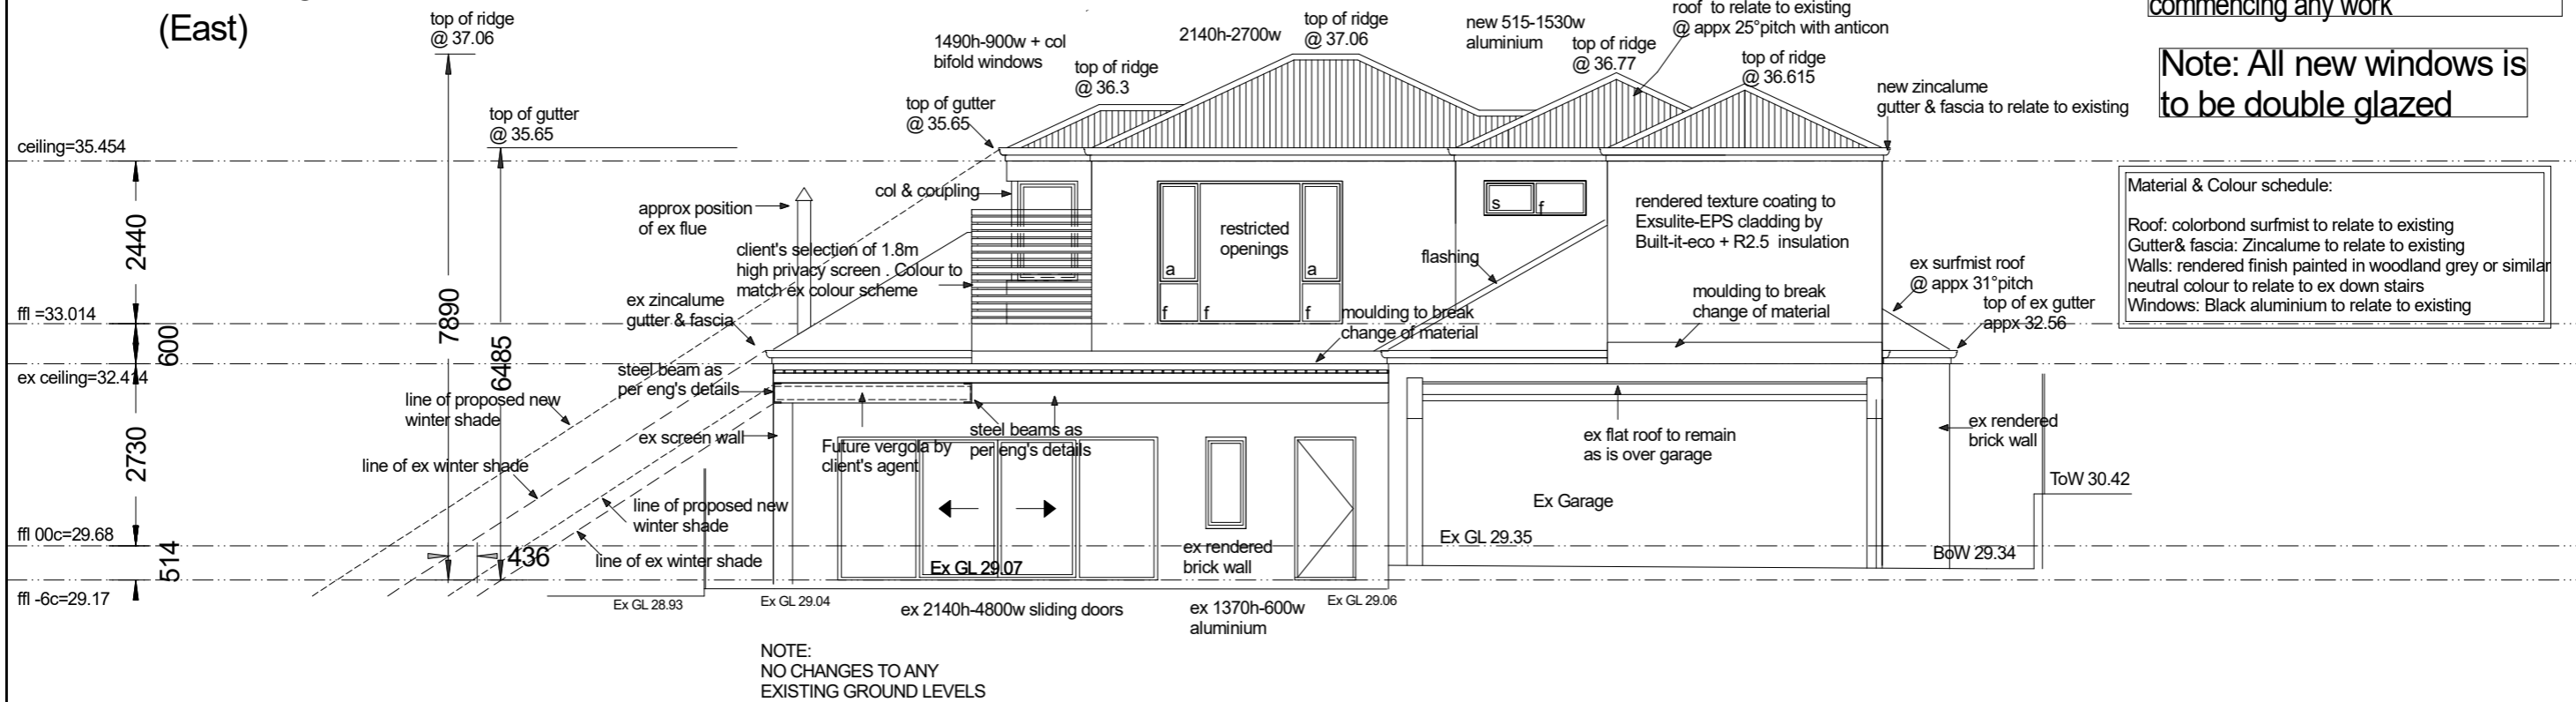 (East)
top of ridge
@ 37.06
top of gutter
@ 35.65
1490h-900w + col
bifold windows
top of ridge
@ 36.3
top of gutter
@ 35.65
2140h-2700w
top of ridge
@ 37.06
new 515-1530w
aluminium
top of ridge
@ 36.77
roof to relate to existing
@ appx 25°pitch with anticon
top of ridge
@ 36.615
new zincalume
gutter & fascia to relate to existing
commencing any work
Note: All new windows is
to be double glazed
Material & Colour schedule:
Roof: colorbond surfmist to relate to existing
Gutter& fascia: Zincalume to relate to existing
Walls: rendered finish painted in woodland grey or similar
neutral colour to relate to ex down stairs
Windows: Black aluminium to relate to existing
ceiling=35.454
2440
ffl =33.014
600
ex ceiling=32.414
2730
ffl 00c=29.68
514
ffl -6c=29.17
7890
6485
436
approx position
of ex flue
col & coupling
client's selection of 1.8m
high privacy screen . Colour to
match ex colour scheme
ex zincalume
gutter & fascia
steel beam as
per eng's details
line of proposed new
winter shade
ex screen wall
line of ex winter shade
line of proposed new
winter shade
line of ex winter shade
a
restricted
openings
a
f
f
f
s
f
rendered texture coating to
Exsulite-EPS cladding by
Built-it-eco + R2.5 insulation
flashing
moulding to break
change of material
moulding to break
change of material
ex surfmist roof
@ appx 31°pitch
top of ex gutter
appx 32.56
Future vergola by
client's agent
steel beams as
per eng's details
ex flat roof to remain
as is over garage
ex rendered
brick wall
Ex Garage
ToW 30.42
Ex GL 29.35
BoW 29.34
ex rendered
brick wall
Ex GL 29.07
Ex GL 28.93
Ex GL 29.04
ex 2140h-4800w sliding doors
ex 1370h-600w
aluminium
Ex GL 29.06
NOTE:
NO CHANGES TO ANY
EXISTING GROUND LEVELS